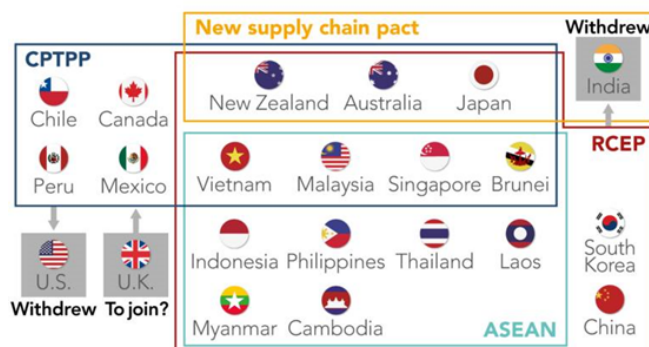 New supply chain pact
Withdrew
CPTPP
India
New Zealand Australia Japan
Chile Canada
RCEP
Peru Mexico Vietnam Malaysia Singapore Brunei
U.S. U.K. Indonesia Philippines Thailand Laos South
Korea
Withdrew To join?
Myanmar Cambodia ASEAN China